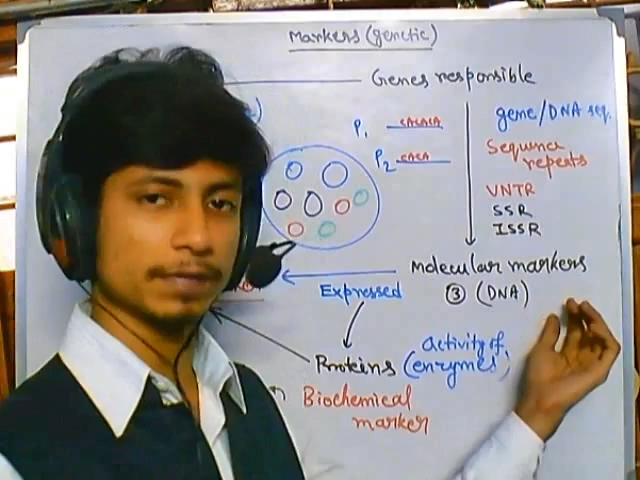 Markers (genetic)
Genes responsible
P1 CACACA
P2 CACA
gene/DNA seq.
Sequence repeats
VNTR
SSR
ISSR
Molecular markers
③ (DNA)
Expressed
Proteins (activity of enzymes)
Biochemical marker